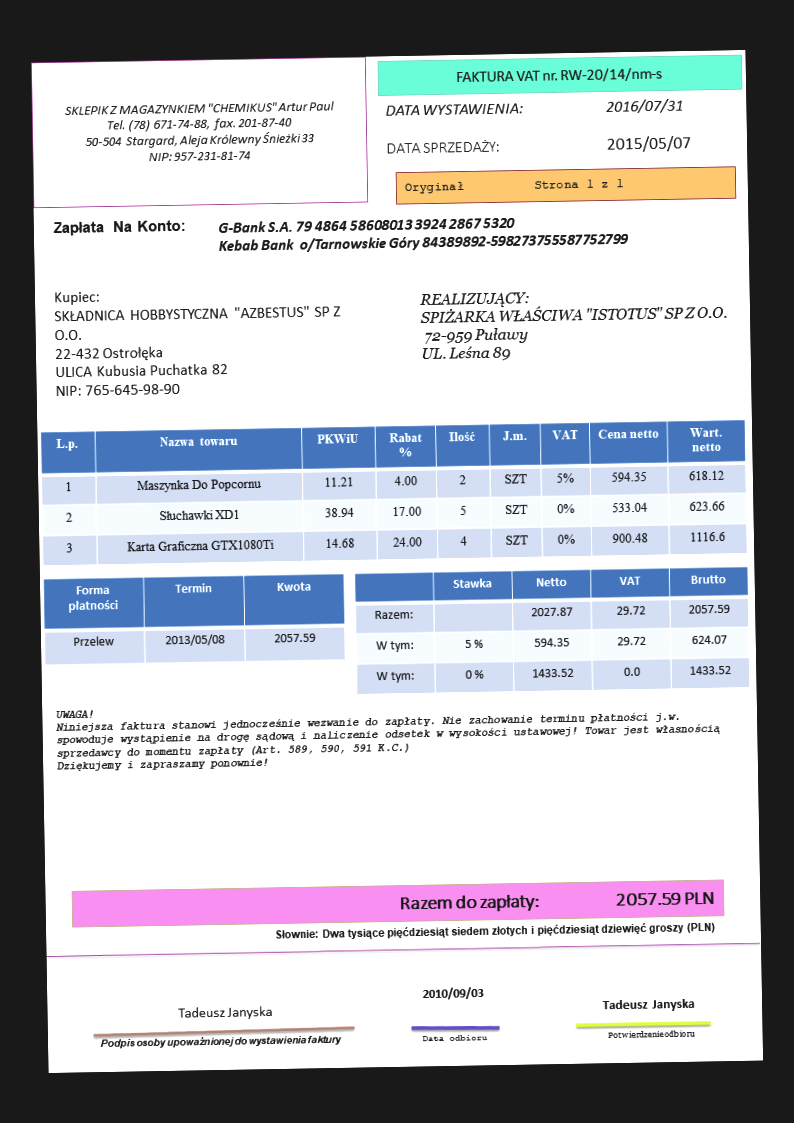 SKLEPIK Z MAGAZYNKIEM "CHEMIKUS" Artur Paul
Tel. (78) 671-74-88, fax. 201-87-40
50-504 Stargard, Aleja Królewny Śnieżki 33
NIP: 957-231-81-74
FAKTURA VAT nr. RW-20/14/nm-s
DATA WYSTAWIENIA: 2016/07/31
DATA SPRZEDAŻY: 2015/05/07
Oryginał Strona 1 z 1
Zapłata Na Konto: G-Bank S.A. 79 4864 58608013 3924 2867 5320
Kebab Bank o/Tarnowskie Góry 84389892-598273755587752799
Kupiec:
SKŁADNICA HOBBYSTYCZNA "AZBESTUS" SP Z
O.O.
22-432 Ostrołęka
ULICA Kubusia Puchatka 82
NIP: 765-645-98-90
REALIZUJĄCY:
SPIŻARKA WŁAŚCIWA "ISTOTUS" SP Z O.O.
72-959 Puławy
UL. Leśna 89
L.p. Nazwa towaru PKWiU Rabat % Ilość J.m. VAT Cena netto Wart. netto
1 Maszynka Do Popcornu 11.21 4.00 2 SZT 5% 594.35 618.12
2 Słuchawki XD1 38.94 17.00 5 SZT 0% 533.04 623.66
3 Karta Graficzna GTX1080Ti 14.68 24.00 4 SZT 0% 900.48 1116.6
Forma płatności Termin Kwota
Przelew 2013/05/08 2057.59
Stawka Netto VAT Brutto
Razem: 2027.87 29.72 2057.59
W tym: 5 % 594.35 29.72 624.07
W tym: 0 % 1433.52 0.0 1433.52
UWAGA!
Niniejsza faktura stanowi jednocześnie wezwanie do zapłaty. Nie zachowanie terminu płatności j.w.
spowoduje wystąpienie na drogę sądową i naliczenie odsetek w wysokości ustawowej! Towar jest własnością
sprzedawcy do momentu zapłaty (Art. 589, 590, 591 K.C.)
Dziękujemy i zapraszamy ponownie!
Razem do zapłaty: 2057.59 PLN
Słownie: Dwa tysiące pięćdziesiąt siedem złotych i pięćdziesiąt dziewięć groszy (PLN)
Tadeusz Janyska
Podpis osoby upoważnionej do wystawienia faktury
2010/09/03
Data odbioru
Tadeusz Janyska
Potwierdzenieodbioru